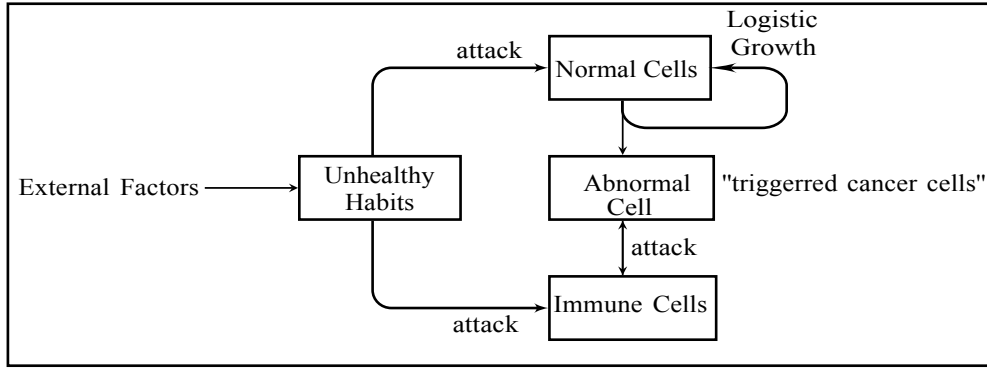 Logistic
Growth
attack
Normal Cells
External Factors
Unhealthy
Habits
Abnormal
Cell
"triggerred cancer cells"
attack
Immune Cells
attack